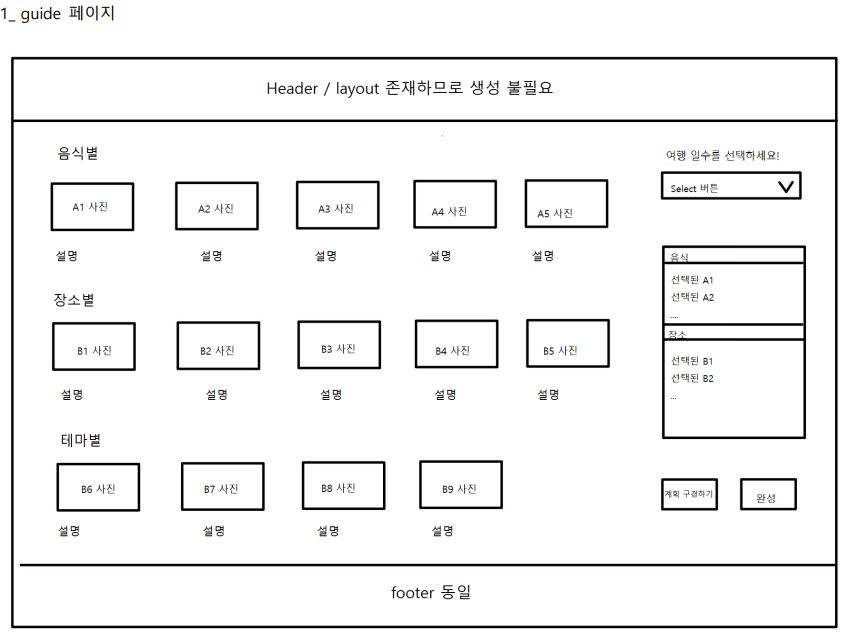 1_ guide 페이지
Header / layout 존재하므로 생성 불필요
음식별
A1 사진
A2 사진
A3 사진
A4 사진
A5 사진
설명
설명
설명
설명
설명
장소별
B1 사진
B2 사진
B3 사진
B4 사진
B5 사진
설명
설명
설명
설명
설명
테마별
B6 사진
B7 사진
B8 사진
B9 사진
설명
설명
설명
설명
여행 일수를 선택하세요!
Select 버튼
음식
선택된 A1
선택된 A2
....
장소
선택된 B1
선택된 B2
...
계획 구경하기
완성
footer 동일